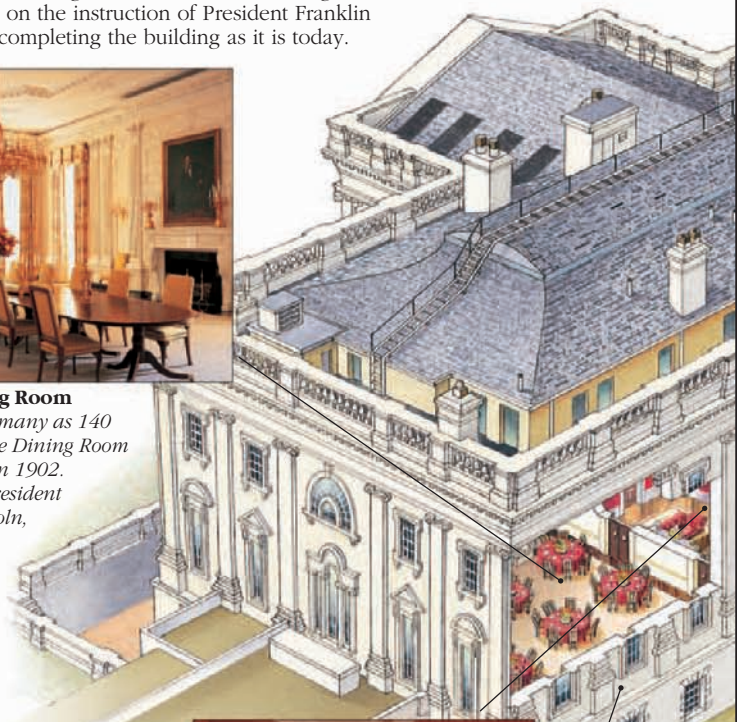 on the instruction of President Franklin
completing the building as it is today.
g Room
many as 140
e Dining Room
n 1902.
resident
oln,